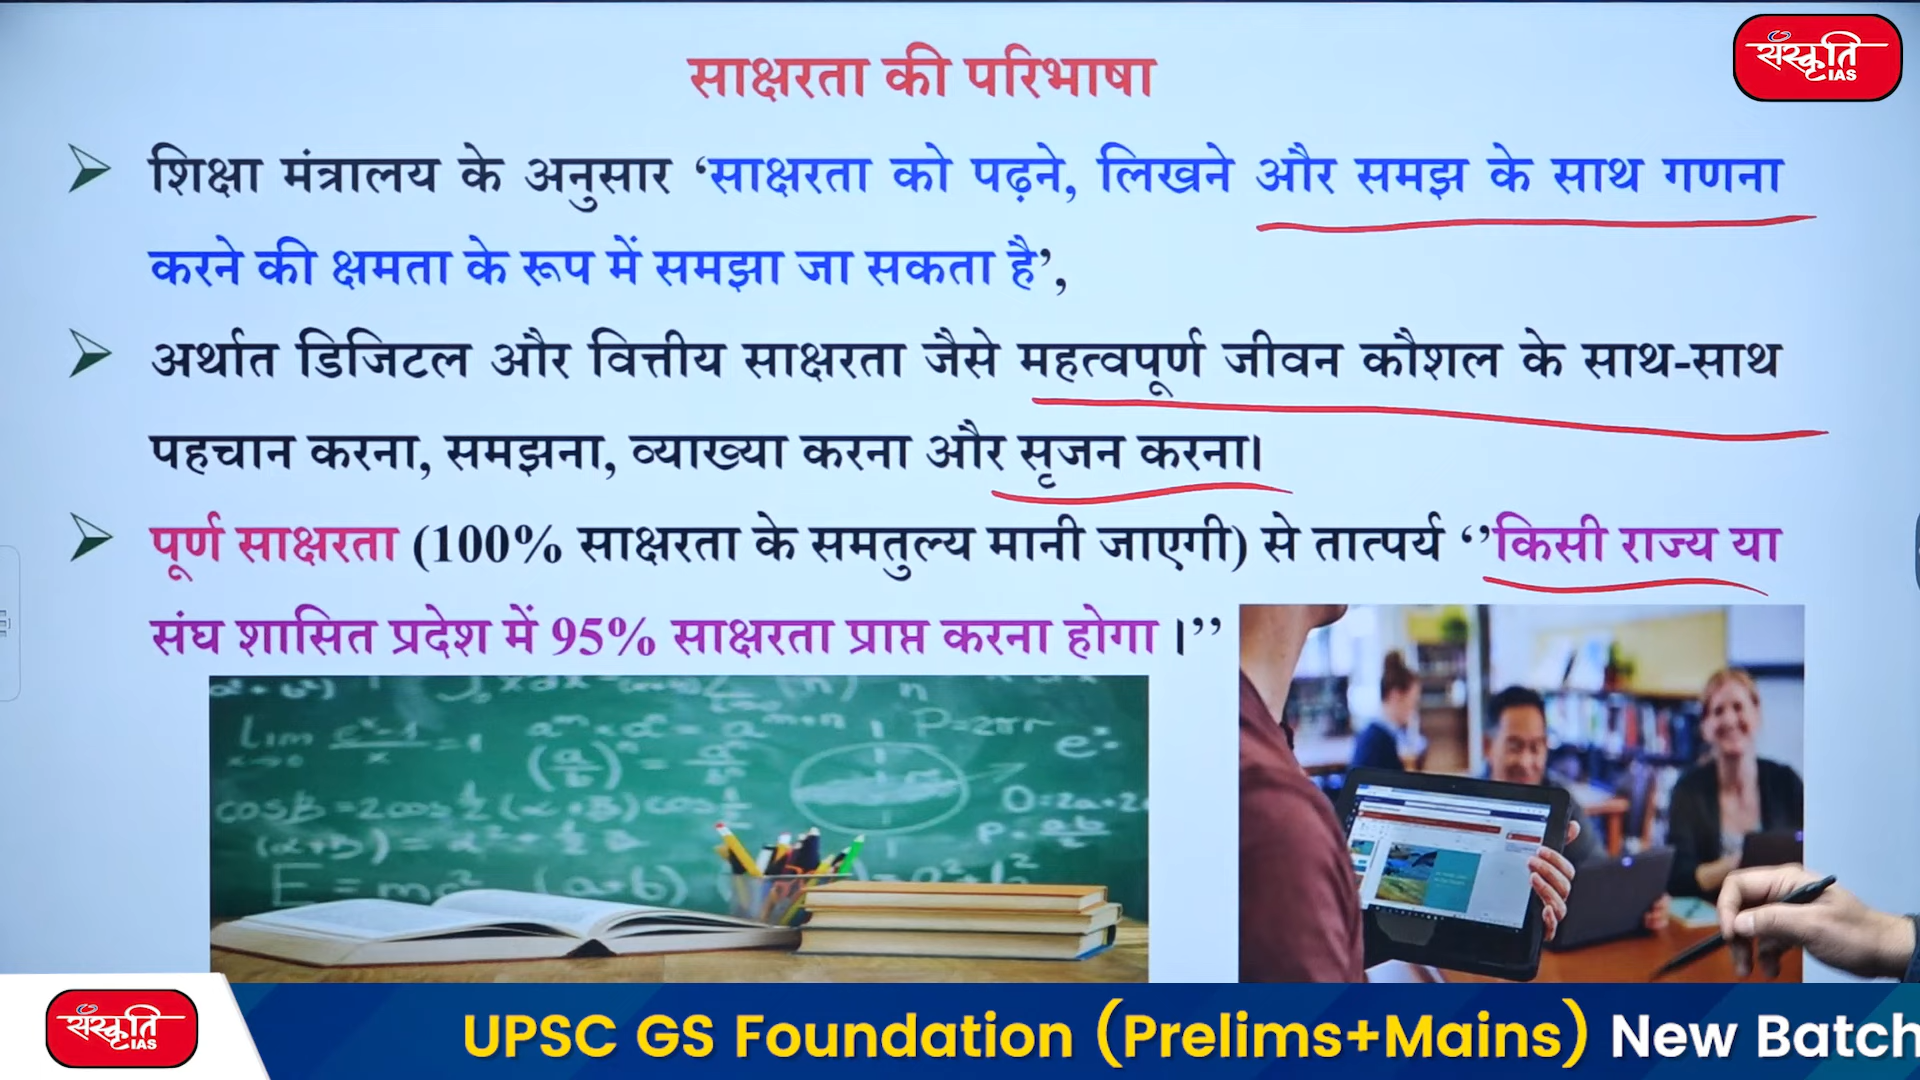 साक्षरता की परिभाषा
संस्कृति
IAS
शिक्षा मंत्रालय के अनुसार ‘साक्षरता को पढ़ने, लिखने और समझ के साथ गणना
करने की क्षमता के रूप में समझा जा सकता है’,
अर्थात डिजिटल और वित्तीय साक्षरता जैसे महत्वपूर्ण जीवन कौशल के साथ-साथ
पहचान करना, समझना, व्याख्या करना और सृजन करना।
पूर्ण साक्षरता (100% साक्षरता के समतुल्य मानी जाएगी) से तात्पर्य ‘’किसी राज्य या
संघ शासित प्रदेश में 95% साक्षरता प्राप्त करना होगा ।’’
संस्कृति
IAS
UPSC GS Foundation (Prelims+Mains) New Batch